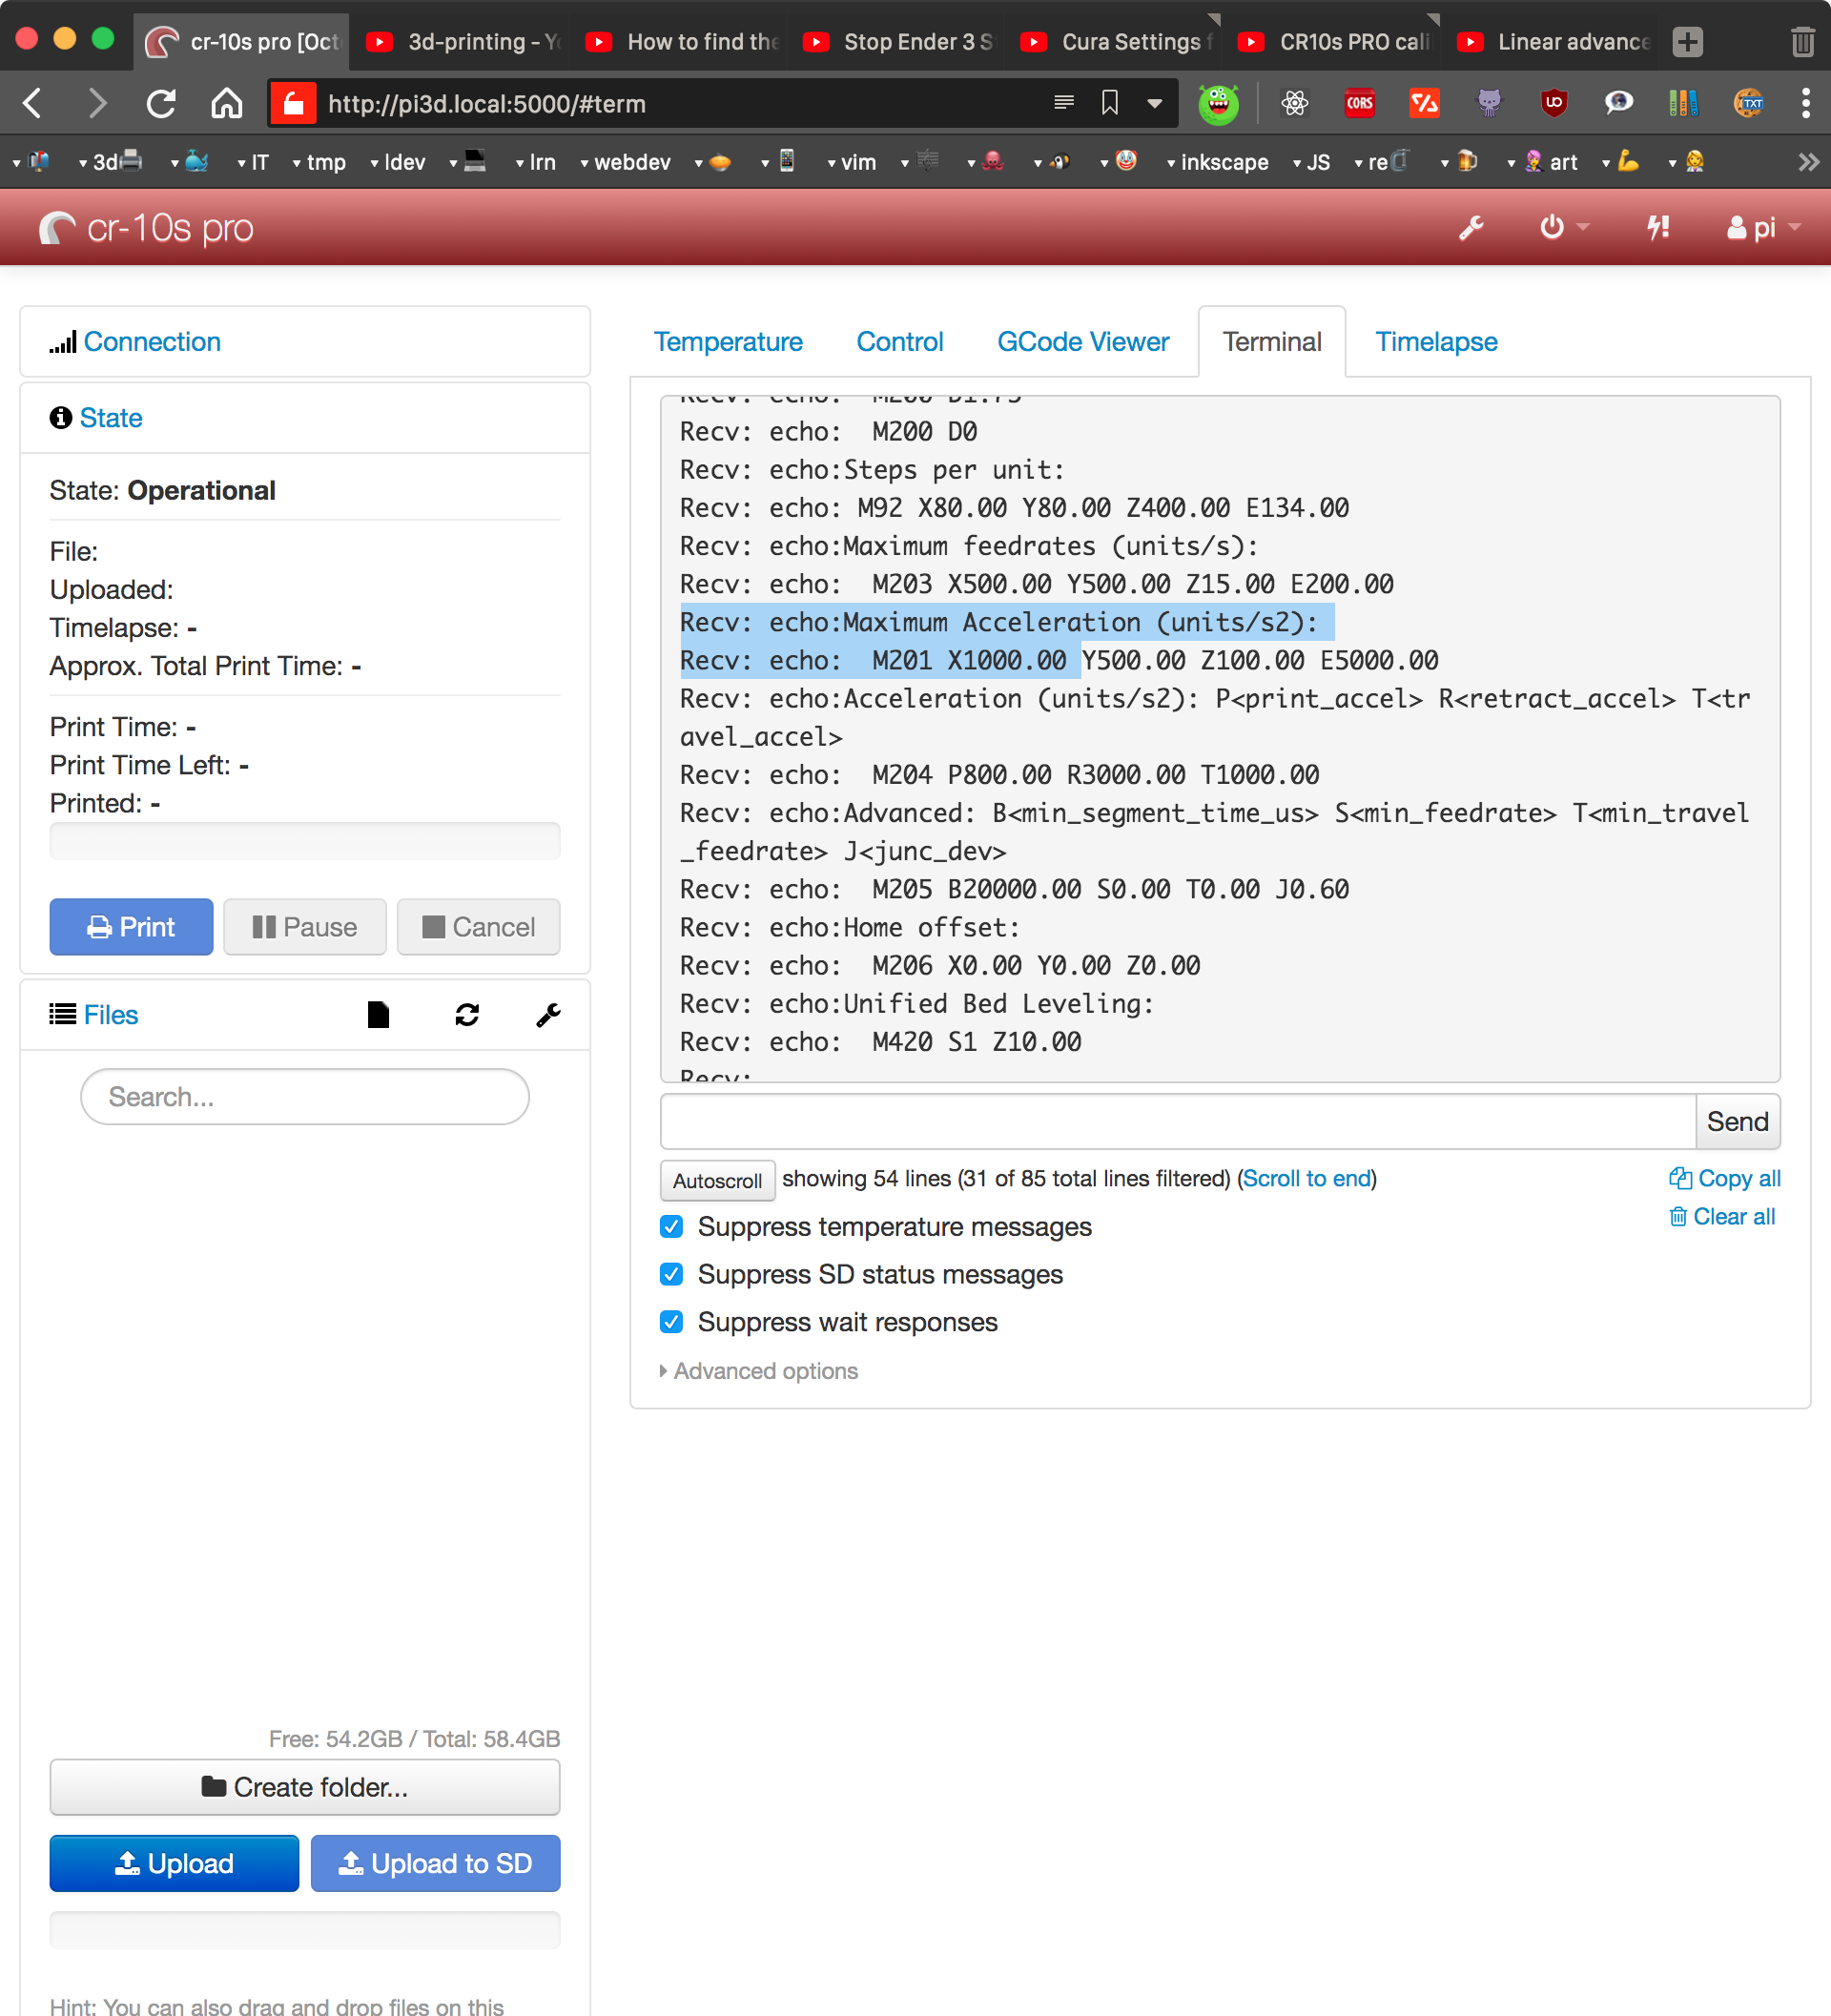 cr-10s pro [Oct
3d-printing - Yo
How to find the
Stop Ender 3 S
Cura Settings f
CR10s PRO cali
Linear advance
http://pi3d.local:5000/#term
CORS
TXT
3d
IT
tmp
ldev
lrn
webdev
vim
inkscape
JS
re
art
cr-10s pro
pi
Connection
State
State: Operational
File:
Uploaded:
Timelapse: -
Approx. Total Print Time: -
Print Time: -
Print Time Left: -
Printed: -
Print
Pause
Cancel
Files
Search...
Free: 54.2GB / Total: 58.4GB
Create folder...
Upload
Upload to SD
Hint: You can also drag and drop files on this
Temperature
Control
GCode Viewer
Terminal
Timelapse
Recv: echo:  M200 D1.75
Recv: echo:  M200 D0
Recv: echo:Steps per unit:
Recv: echo: M92 X80.00 Y80.00 Z400.00 E134.00
Recv: echo:Maximum feedrates (units/s):
Recv: echo:  M203 X500.00 Y500.00 Z15.00 E200.00
Recv: echo:Maximum Acceleration (units/s2):
Recv: echo:  M201 X1000.00 Y500.00 Z100.00 E5000.00
Recv: echo:Acceleration (units/s2): P<print_accel> R<retract_accel> T<tr
avel_accel>
Recv: echo:  M204 P800.00 R3000.00 T1000.00
Recv: echo:Advanced: B<min_segment_time_us> S<min_feedrate> T<min_travel
_feedrate> J<junc_dev>
Recv: echo:  M205 B20000.00 S0.00 T0.00 J0.60
Recv: echo:Home offset:
Recv: echo:  M206 X0.00 Y0.00 Z0.00
Recv: echo:Unified Bed Leveling:
Recv: echo:  M420 S1 Z10.00
Recv:
Send
Autoscroll
showing 54 lines (31 of 85 total lines filtered) (Scroll to end)
Copy all
Clear all
Suppress temperature messages
Suppress SD status messages
Suppress wait responses
Advanced options